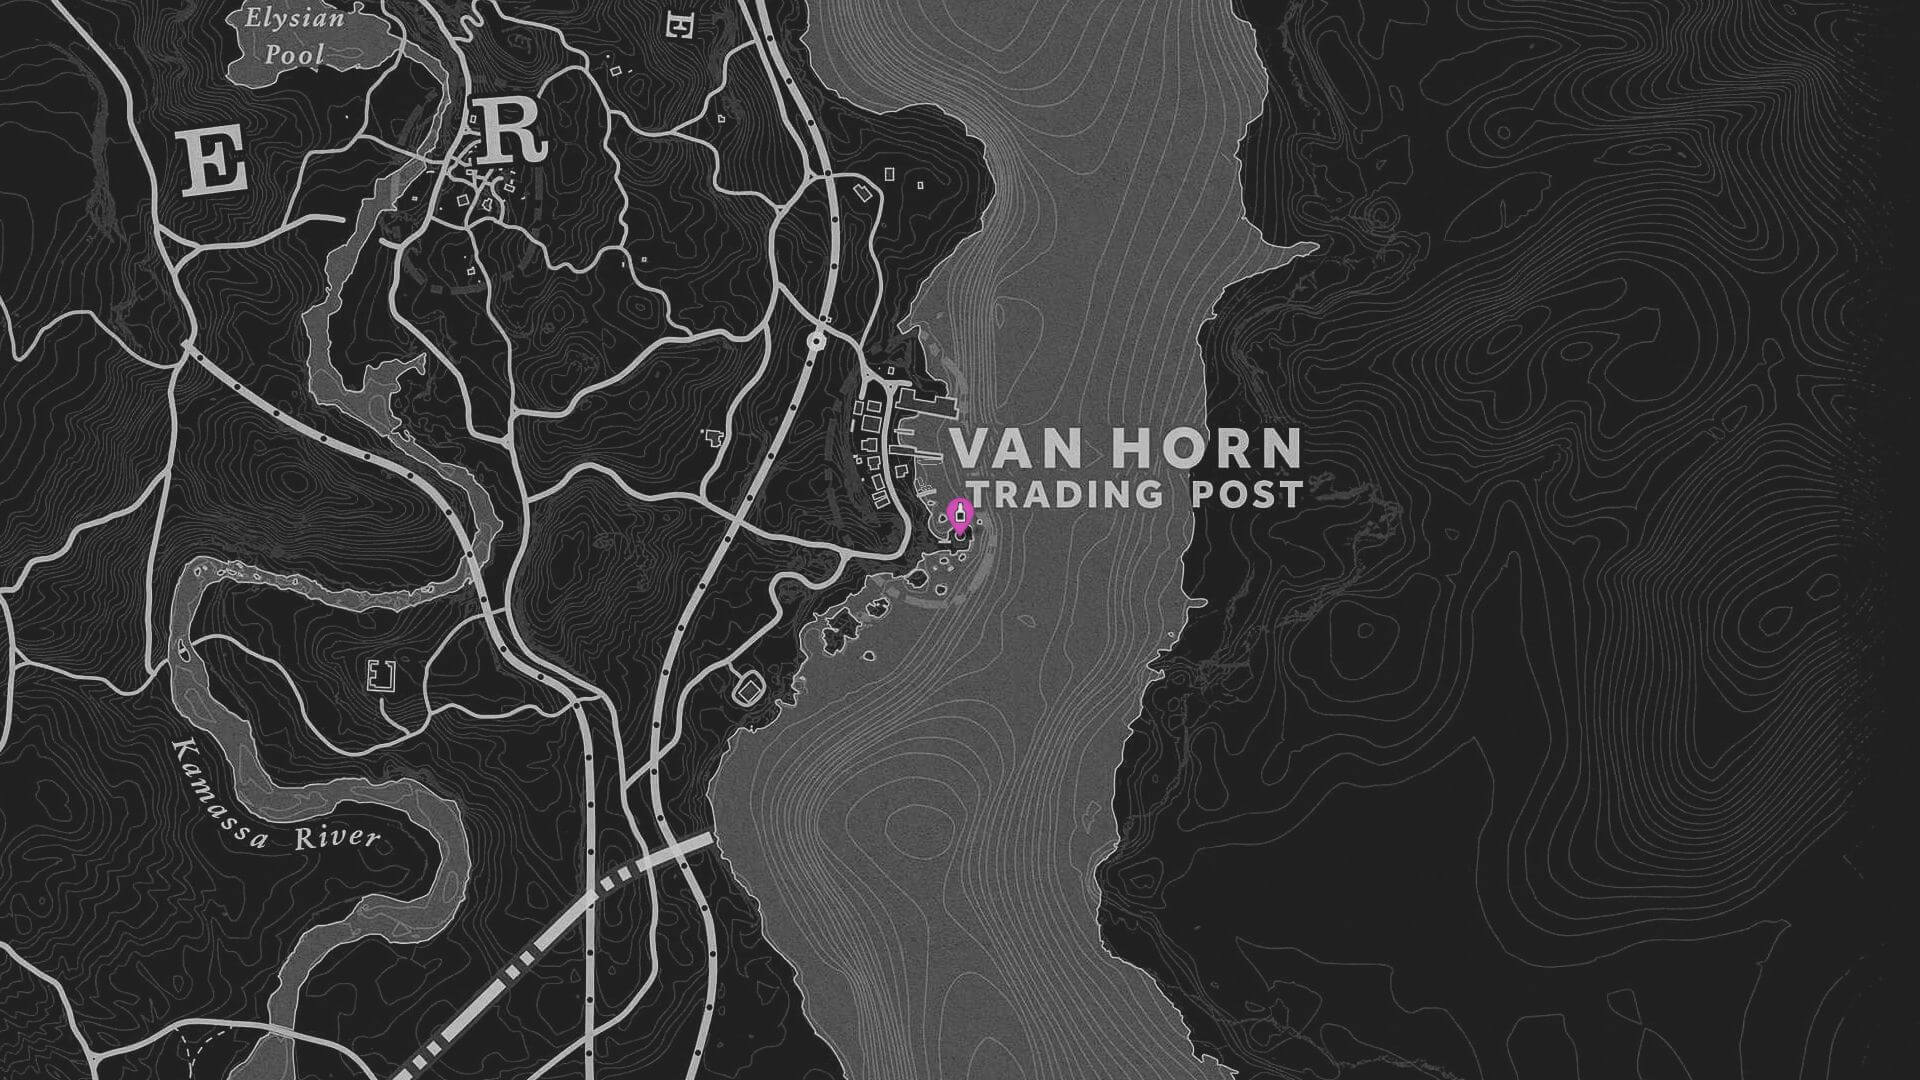 Elysian
Pool
E
R
E
VAN HORN
TRADING POST
Kamassa River